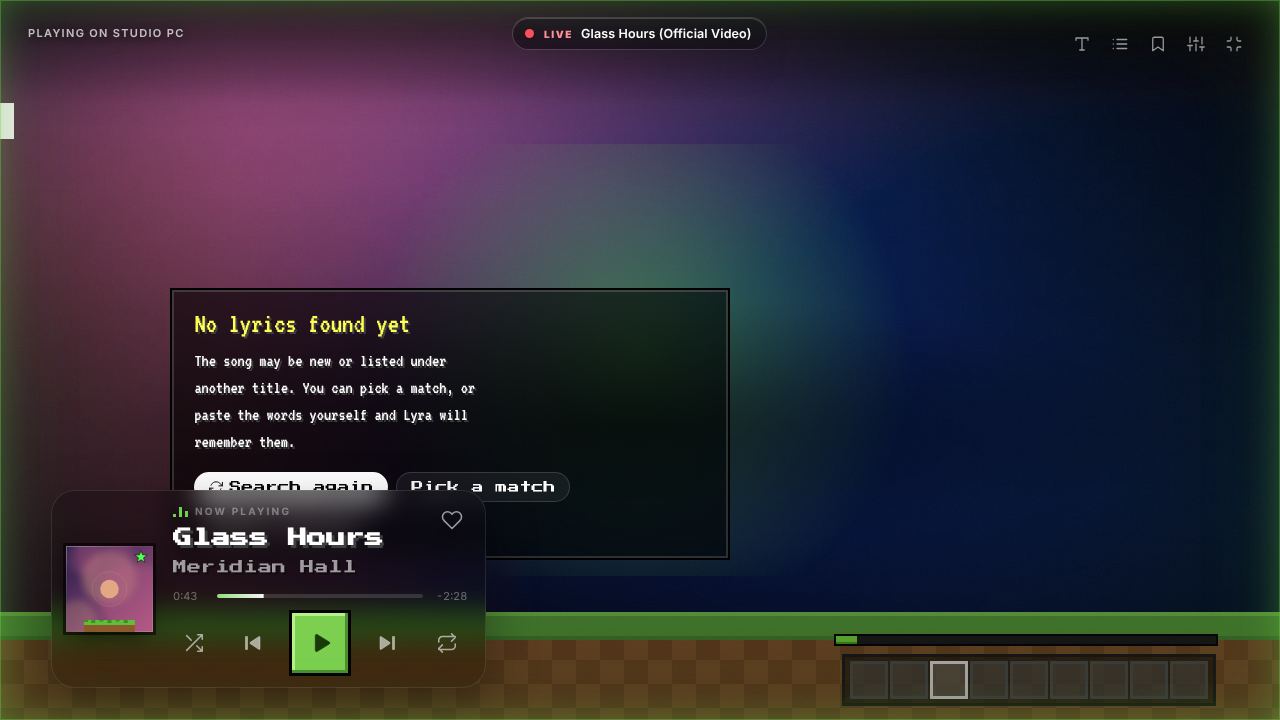 PLAYING ON STUDIO PC
LIVE Glass Hours (Official Video)
No lyrics found yet
The song may be new or listed under
another title. You can pick a match, or
paste the words yourself and Lyra will
remember them.
Search again
Pick a match
NOW PLAYING
Glass Hours
Meridian Hall
0:43
-2:28